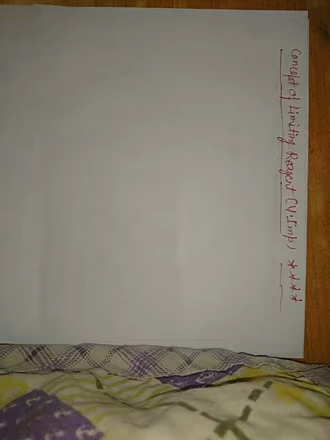 Concept of Limiting Reagent (V.Imp) ****